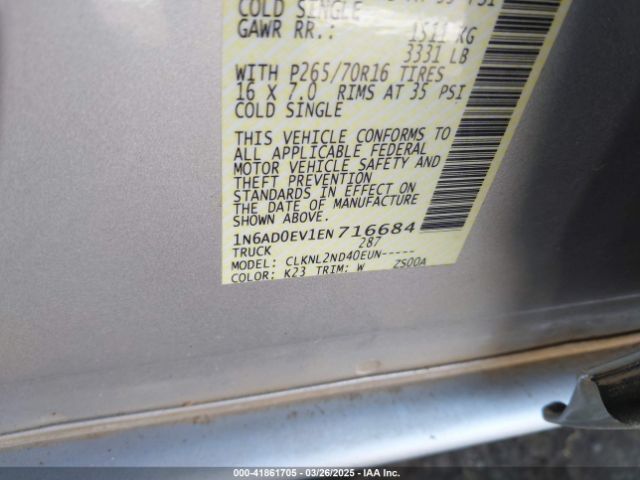 COLD SINGLE
GAWR RR.: 1511 KG
3331 LB
WITH P265/70R16 TIRES
16 X 7.0 RIMS AT 35 PSI
COLD SINGLE
THIS VEHICLE CONFORMS TO
ALL APPLICABLE FEDERAL
MOTOR VEHICLE SAFETY AND
THEFT PREVENTION
STANDARDS IN EFFECT ON
THE DATE OF MANUFACTURE
SHOWN ABOVE.
1N6AD0EV1EN716684
TRUCK 287
MODEL: CLKNL2ND40EUN-----
COLOR: K23 TRIM: W ZS00A
000-41861705 - 03/26/2025 - IAA Inc.